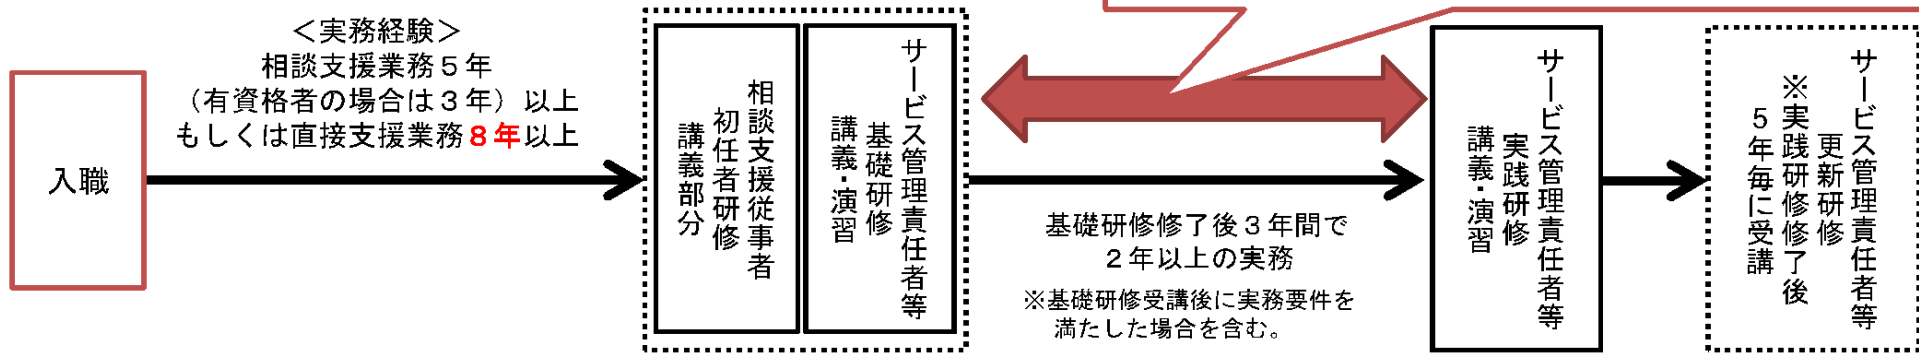 入職
＜実務経験＞
相談支援業務５年
（有資格者の場合は３年）以上
もしくは直接支援業務８年以上
相談支援従事者
初任者研修
講義部分
サービス管理責任者等
基礎研修
講義・演習
基礎研修修了後３年間で
２年以上の実務
※基礎研修受講後に実務要件を
満たした場合を含む。
サービス管理責任者等
実践研修
講義・演習
サービス管理責任者等
更新研修
※実践研修修了後
５年毎に受講